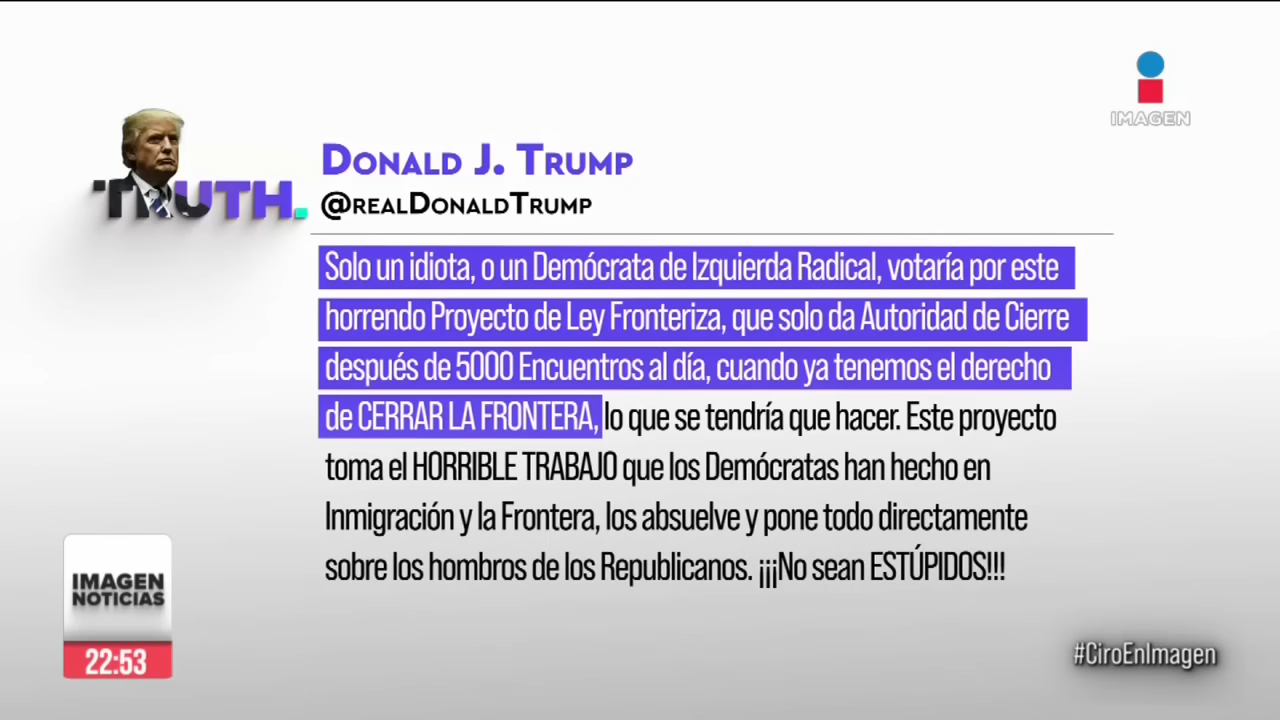 IMAGEN
TRUTH.
DONALD J. TRUMP
@REALDONALDTRUMP
Solo un idiota, o un Demócrata de Izquierda Radical, votaría por este
horrendo Proyecto de Ley Fronteriza, que solo da Autoridad de Cierre
después de 5000 Encuentros al día, cuando ya tenemos el derecho
de CERRAR LA FRONTERA, lo que se tendría que hacer. Este proyecto
toma el HORRIBLE TRABAJO que los Demócratas han hecho en
Inmigración y la Frontera, los absuelve y pone todo directamente
sobre los hombros de los Republicanos. ¡¡¡No sean ESTÚPIDOS!!!
IMAGEN
NOTICIAS
22:53
#CiroEnImagen